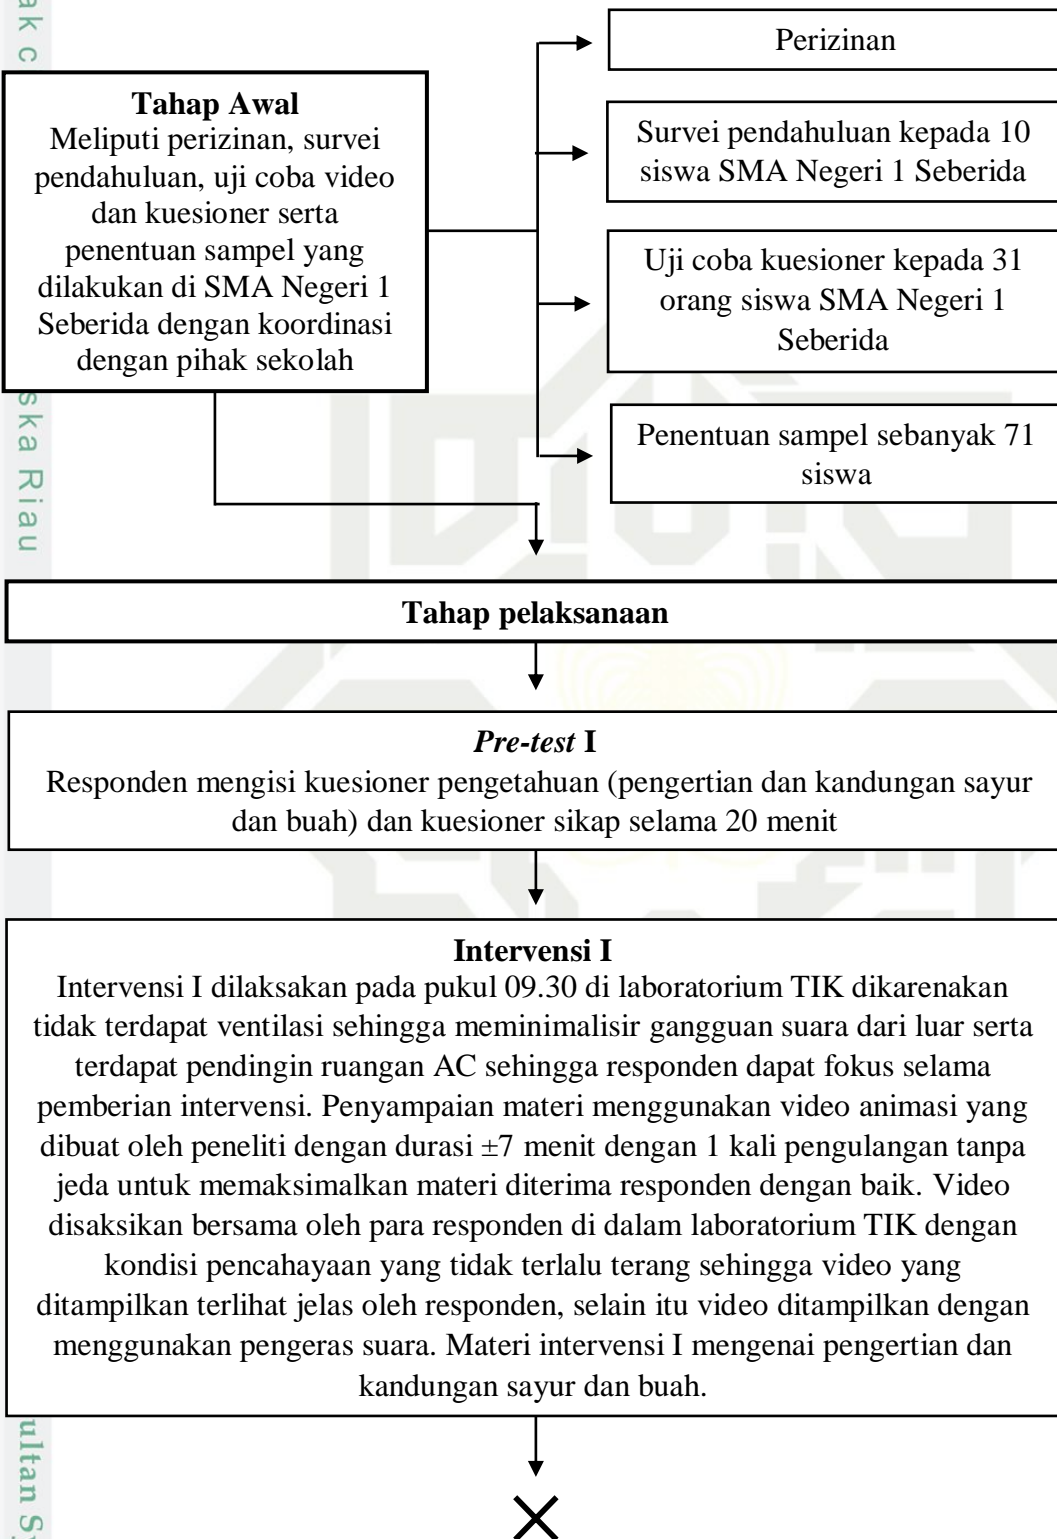 Perizinan
Tahap Awal
Meliputi perizinan, survei
pendahuluan, uji coba video
dan kuesioner serta
penentuan sampel yang
dilakukan di SMA Negeri 1
Seberida dengan koordinasi
dengan pihak sekolah
Survei pendahuluan kepada 10
siswa SMA Negeri 1 Seberida
Uji coba kuesioner kepada 31
orang siswa SMA Negeri 1
Seberida
Penentuan sampel sebanyak 71
siswa
Tahap pelaksanaan
Pre-test I
Responden mengisi kuesioner pengetahuan (pengertian dan kandungan sayur
dan buah) dan kuesioner sikap selama 20 menit
Intervensi I
Intervensi I dilaksakan pada pukul 09.30 di laboratorium TIK dikarenakan
tidak terdapat ventilasi sehingga meminimalisir gangguan suara dari luar serta
terdapat pendingin ruangan AC sehingga responden dapat fokus selama
pemberian intervensi. Penyampaian materi menggunakan video animasi yang
dibuat oleh peneliti dengan durasi ±7 menit dengan 1 kali pengulangan tanpa
jeda untuk memaksimalkan materi diterima responden dengan baik. Video
disaksikan bersama oleh para responden di dalam laboratorium TIK dengan
kondisi pencahayaan yang tidak terlalu terang sehingga video yang
ditampilkan terlihat jelas oleh responden, selain itu video ditampilkan dengan
menggunakan pengeras suara. Materi intervensi I mengenai pengertian dan
kandungan sayur dan buah.
ak c
ska Riau
ultan S